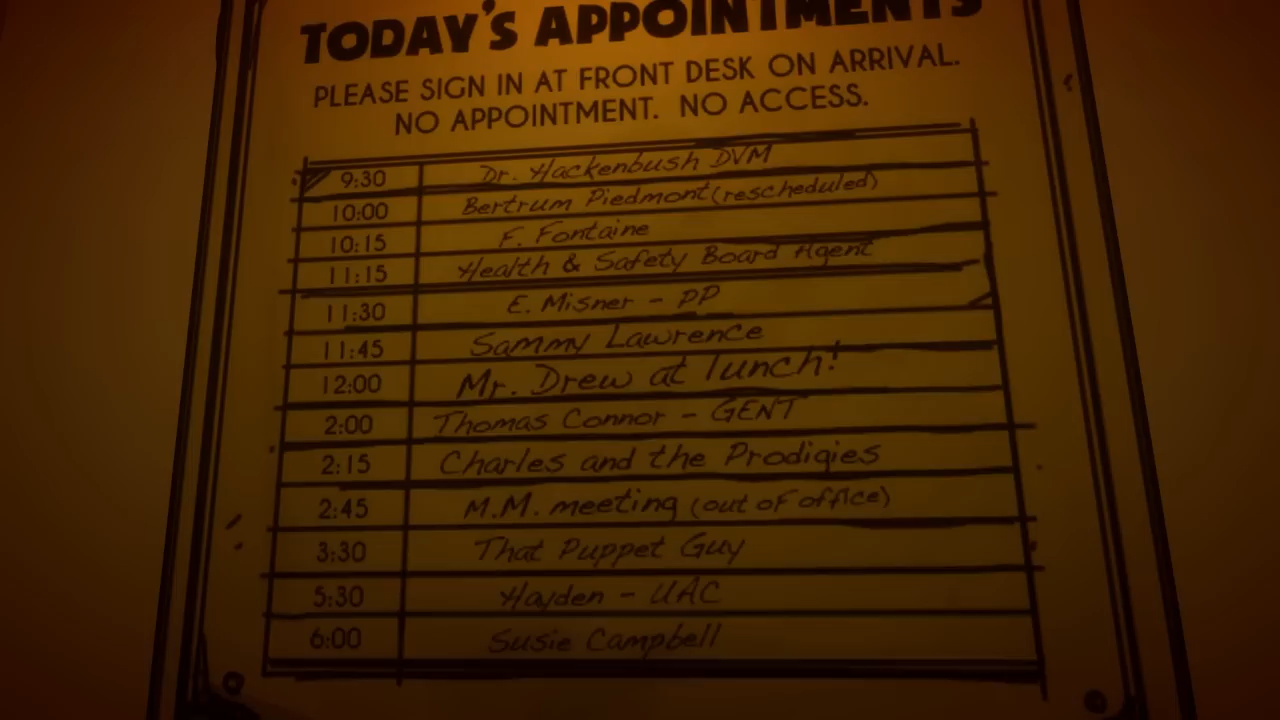 TODAY'S APPOINTMENTS
PLEASE SIGN IN AT FRONT DESK ON ARRIVAL.
NO APPOINTMENT. NO ACCESS.
9:30 Dr. Hackenbush DVM
10:00 Bertrum Piedmont (rescheduled)
10:15 F. Fontaine
11:15 Health & Safety Board Agent
11:30 E. Misner - PP
11:45 Sammy Lawrence
12:00 Mr. Drew at lunch!
2:00 Thomas Connor - GENT
2:15 Charles and the Prodigies
2:45 M.M. meeting (out of office)
3:30 That Puppet Guy
5:30 Hayden - UAC
6:00 Susie Campbell